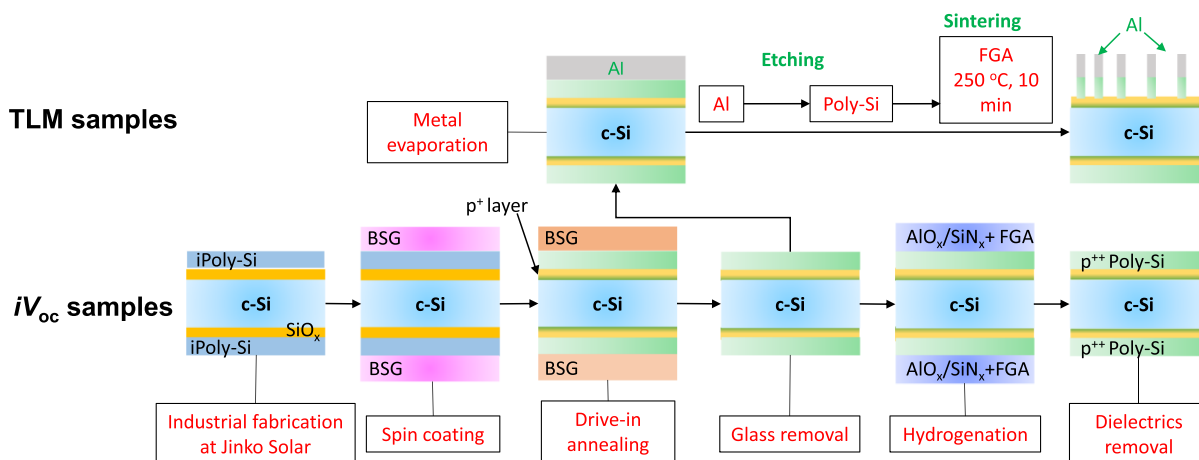 Sintering
Al
Etching
FGA
250 °C, 10
min
Al
Al
Poly-Si
TLM samples
Metal
evaporation
c-Si
c-Si
p⁺ layer
BSG
BSG
AlOₓ/SiNₓ+ FGA
iPoly-Si
p⁺⁺ Poly-Si
iVoc samples
c-Si
c-Si
c-Si
c-Si
c-Si
c-Si
SiOₓ
iPoly-Si
p⁺⁺ Poly-Si
BSG
BSG
AlOₓ/SiNₓ+FGA
Industrial fabrication
at Jinko Solar
Spin coating
Drive-in
annealing
Glass removal
Hydrogenation
Dielectrics
removal